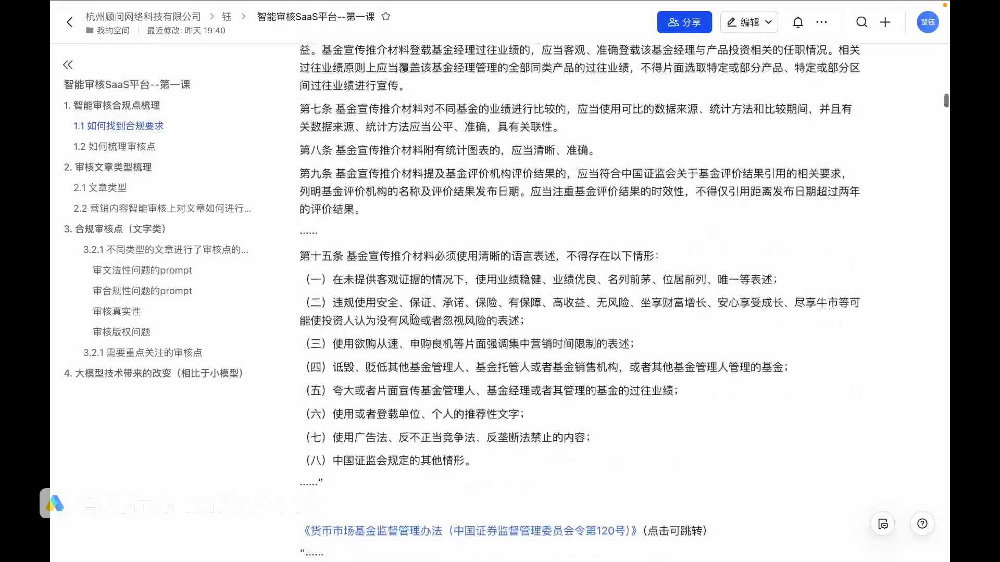 杭州顾问网络科技有限公司 > 钰 > 智能审核SaaS平台--第一课
我的空间 最近修改: 昨天 19:40
分享
编辑
楚钰
智能审核SaaS平台--第一课
1. 智能审核合规点梳理
1.1 如何找到合规要求
1.2 如何梳理审核点
2. 审核文章类型梳理
2.1 文章类型
2.2 营销内容智能审核上对文章如何进行...
3. 合规审核点（文字类）
3.2.1 不同类型的文章进行了审核点的...
审文法性问题的prompt
审合规性问题的prompt
审核真实性
审核版权问题
3.2.1 需要重点关注的审核点
4. 大模型技术带来的改变（相比于小模型）
益。基金宣传推介材料登载基金经理过往业绩的，应当客观、准确登载该基金经理与产品投资相关的任职情况。相关
过往业绩原则上应当覆盖该基金经理管理的全部同类产品的过往业绩，不得片面选取特定或部分产品、特定或部分区
间过往业绩进行宣传。
第七条 基金宣传推介材料对不同基金的业绩进行比较的，应当使用可比的数据来源、统计方法和比较期间，并且有
关数据来源、统计方法应当公平、准确，具有关联性。
第八条 基金宣传推介材料附有统计图表的，应当清晰、准确。
第九条 基金宣传推介材料提及基金评价机构评价结果的，应当符合中国证监会关于基金评价结果引用的相关要求，
列明基金评价机构的名称及评价结果发布日期。应当注重基金评价结果的时效性，不得仅引用距离发布日期超过两年
的评价结果。
......
第十五条 基金宣传推介材料必须使用清晰的语言表述，不得存在以下情形：
（一）在未提供客观证据的情况下，使用业绩稳健、业绩优良、名列前茅、位居前列、唯一等表述；
（二）违规使用安全、保证、承诺、保险、有保障、高收益、无风险、坐享财富增长、安心享受成长、尽享牛市等可
能使投资人认为没有风险或者忽视风险的表述；
（三）使用欲购从速、申购良机等片面强调集中营销时间限制的表述；
（四）诋毁、贬低其他基金管理人、基金托管人或者基金销售机构，或者其他基金管理人管理的基金；
（五）夸大或者片面宣传基金管理人、基金经理或者其管理的基金的过往业绩；
（六）使用或者登载单位、个人的推荐性文字；
（七）使用广告法、反不正当竞争法、反垄断法禁止的内容；
（八）中国证监会规定的其他情形。
......”
《货币市场基金监督管理办法（中国证券监督管理委员会令第120号）》（点击可跳转）
“......